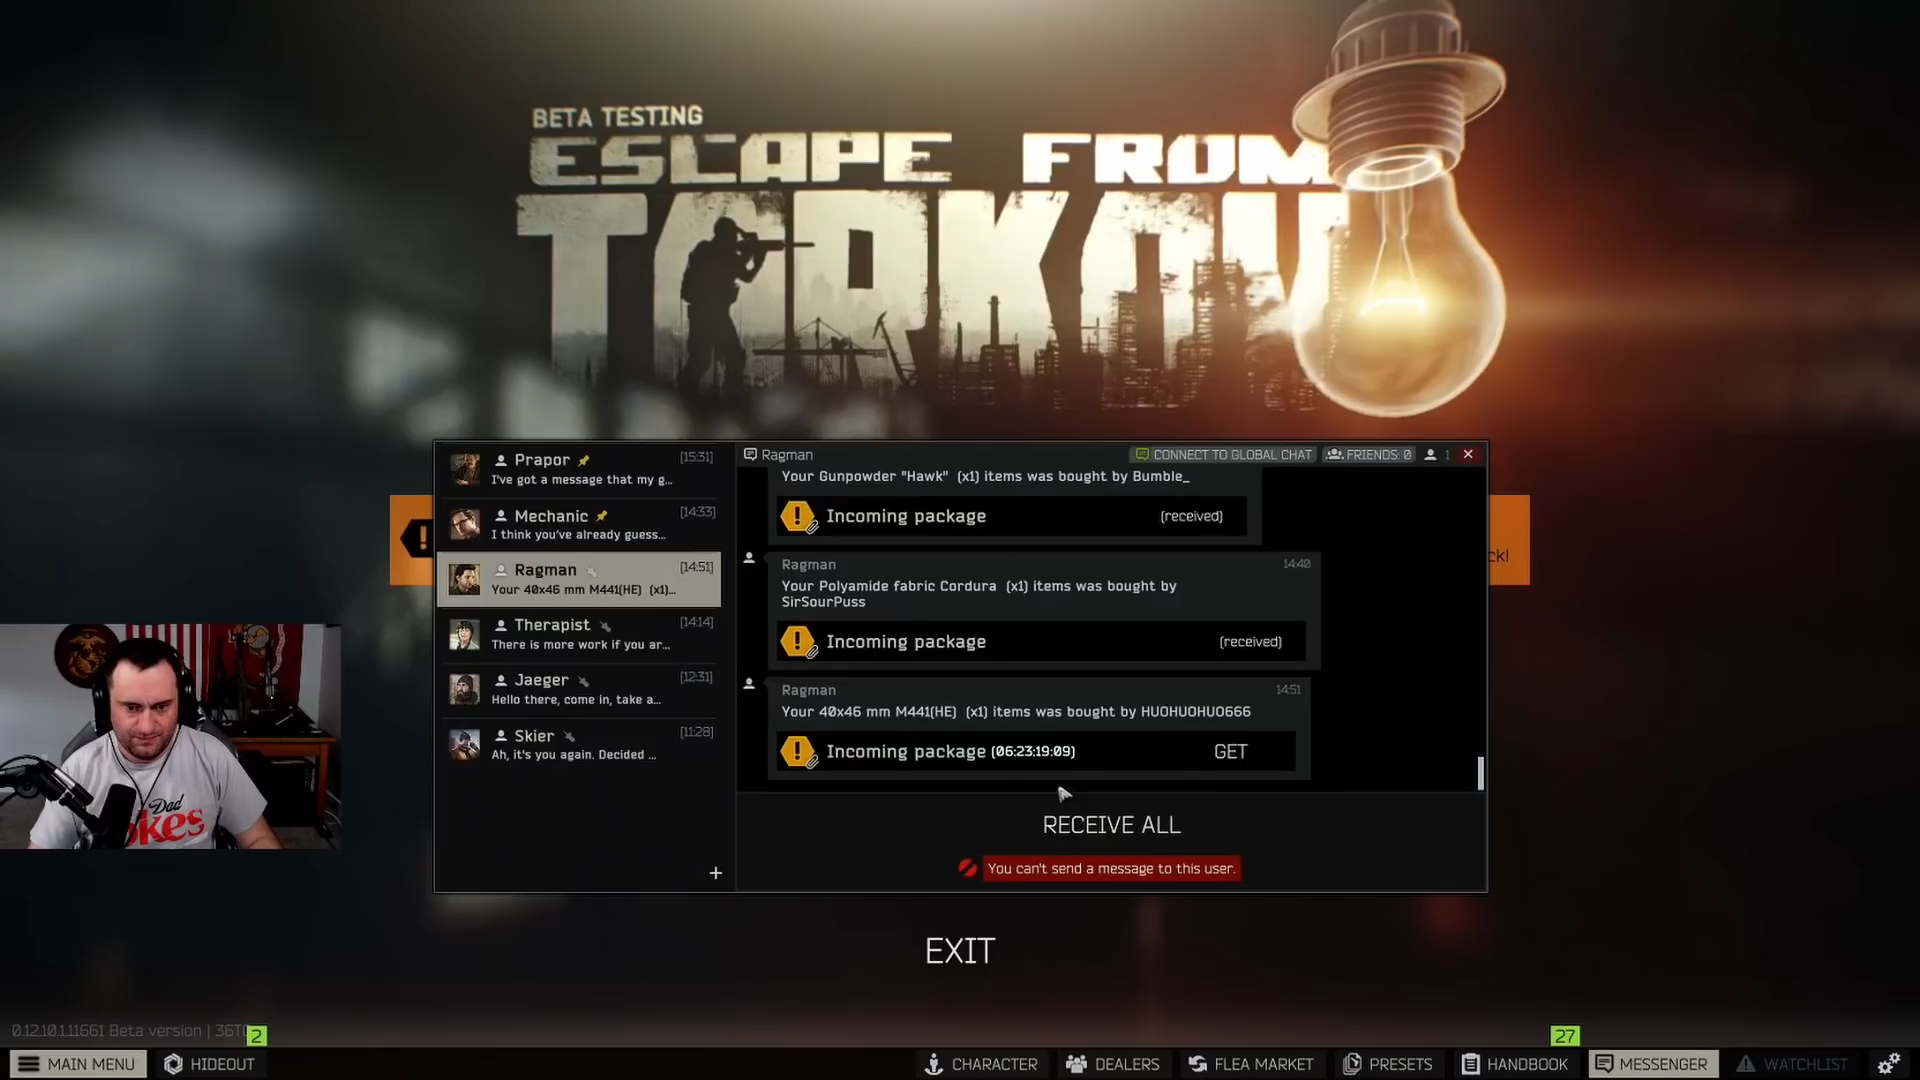 BETA TESTING
ESCAPE FROM
TARKOV
Prapor [15:31]
I've got a message that my g...
Mechanic [14:33]
I think you've already guess...
Ragman [14:51]
Your 40x46 mm M441(HE) (x1)...
Therapist [14:14]
There is more work if you ar...
Jaeger [12:31]
Hello there, come in, take a...
Skier [11:28]
Ah, it's you again. Decided ...
+
Ragman CONNECT TO GLOBAL CHAT FRIENDS: 0 1
Your Gunpowder "Hawk" (x1) items was bought by Bumble_
Incoming package (received)
Ragman 14:40
Your Polyamide fabric Cordura (x1) items was bought by
SirSourPuss
Incoming package (received)
Ragman 14:51
Your 40x46 mm M441(HE) (x1) items was bought by HUOHUOHUO666
Incoming package (06:23:19:09) GET
RECEIVE ALL
You can't send a message to this user.
ck!
Dad
okes
EXIT
0.12.10.1.11661 Beta version | 36T
2
27
MAIN MENU HIDEOUT CHARACTER DEALERS FLEA MARKET PRESETS HANDBOOK MESSENGER WATCHLIST